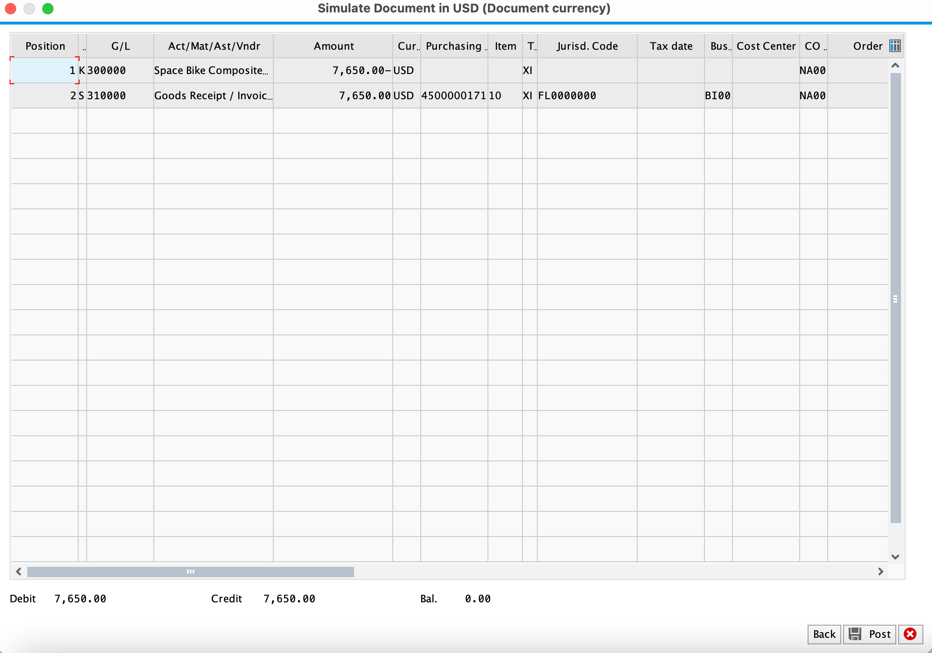 Simulate Document in USD (Document currency)
Position .. G/L Act/Mat/Ast/Vndr Amount Cur.. Purchasing .. Item T.. Jurisd. Code Tax date Bus.. Cost Center CO .. Order
1 K 300000 Space Bike Composite... 7,650.00- USD XI NA00
2 S 310000 Goods Receipt / Invoic... 7,650.00 USD 4500000171 10 XI FL0000000 BI00 NA00
Debit 7,650.00 Credit 7,650.00 Bal. 0.00
Back Post